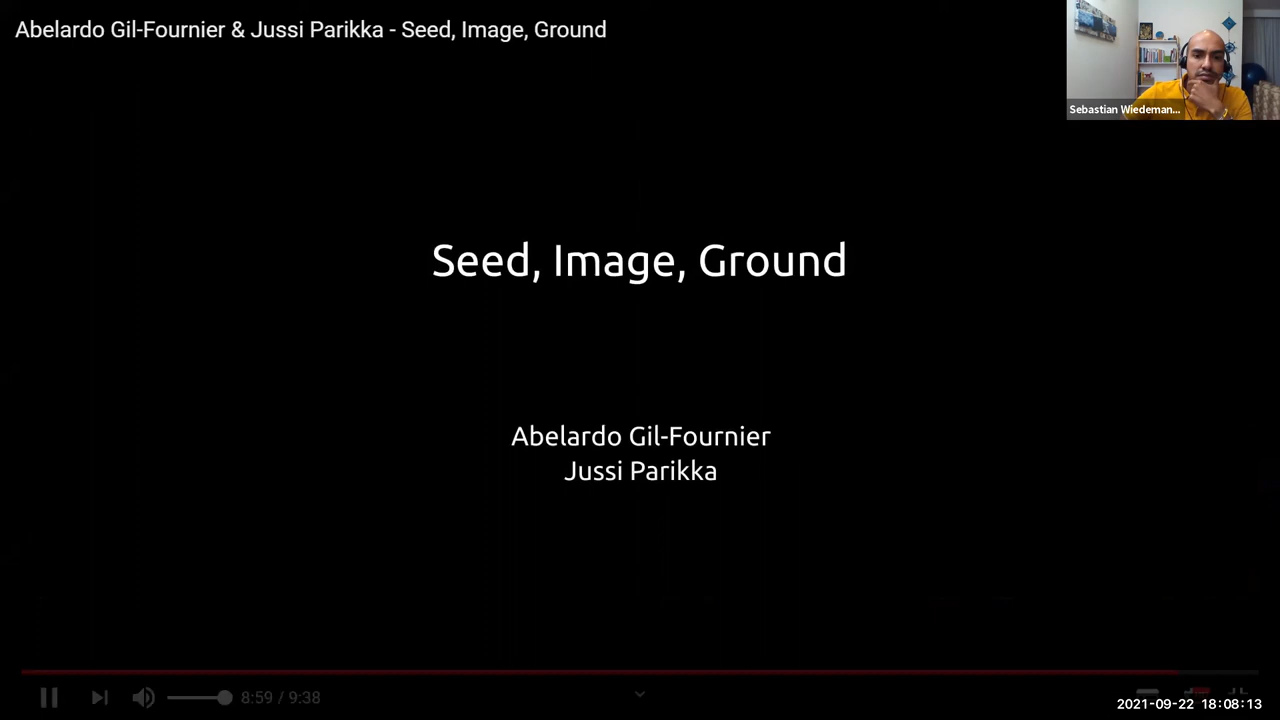 Abelardo Gil-Fournier & Jussi Parikka - Seed, Image, Ground
Sebastian Wiedeman...
Seed, Image, Ground
Abelardo Gil-Fournier
Jussi Parikka
8:59 / 9:38
2021-09-22 18:08:13